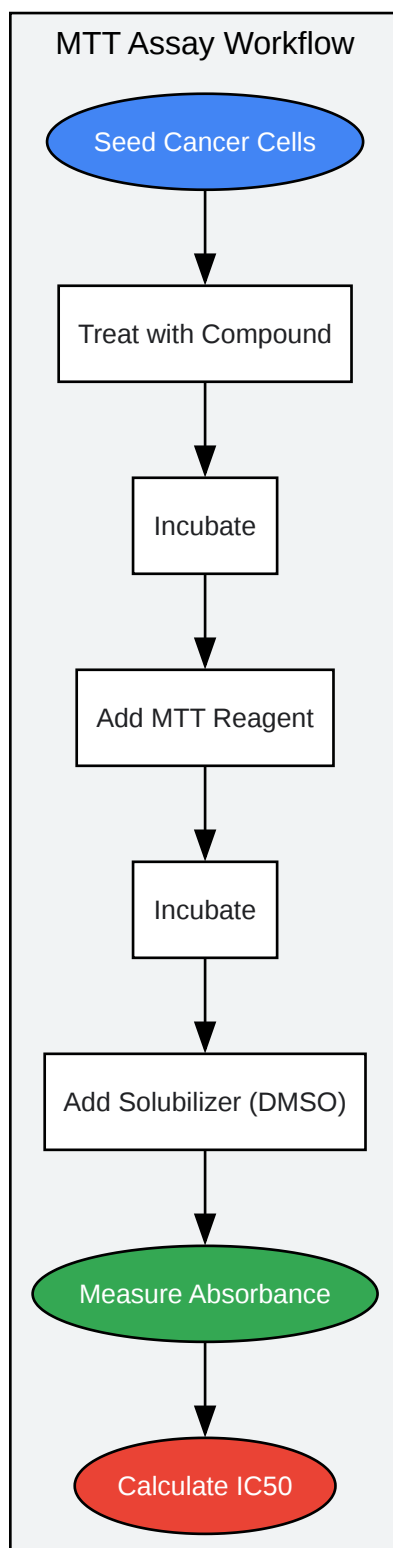 MTT Assay Workflow
Seed Cancer Cells
Treat with Compound
Incubate
Add MTT Reagent
Incubate
Add Solubilizer (DMSO)
Measure Absorbance
Calculate IC50